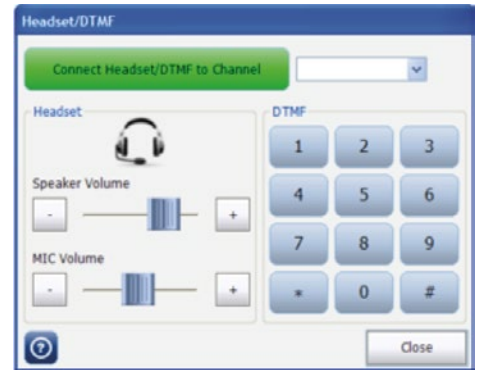 Headset/DTMF
Connect Headset/DTMF to Channel
Headset
Speaker Volume
- +
MIC Volume
- +
DTMF
1 2 3
4 5 6
7 8 9
* 0 #
?
Close